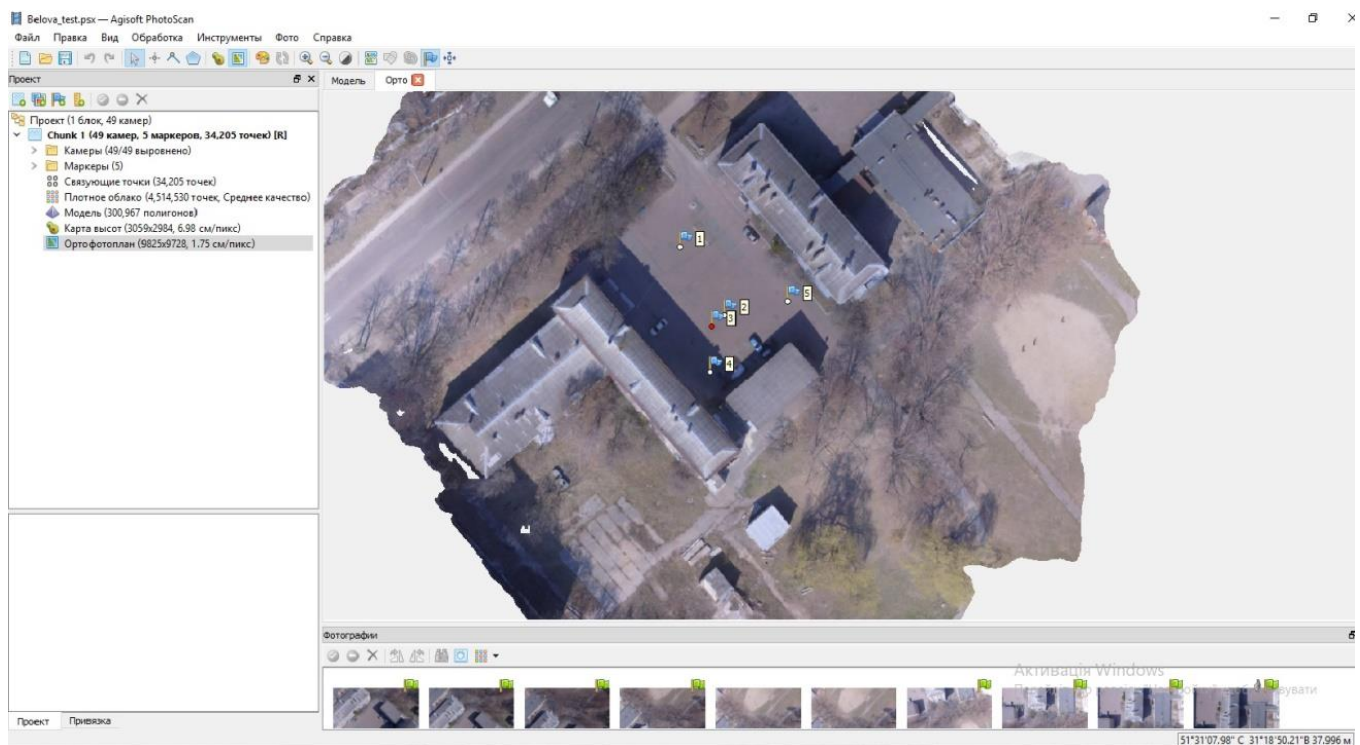 Belova_test.psx — Agisoft PhotoScan
Файл Правка Вид Обработка Инструменты Фото Справка
Проект
Модель Орто
Проект (1 блок, 49 камер)
Chunk 1 (49 камер, 5 маркеров, 34,205 точек) [R]
Камеры (49/49 выровнено)
Маркеры (5)
Связующие точки (34,205 точек)
Плотное облако (4,514,530 точек, Среднее качество)
Модель (300,967 полигонов)
Карта высот (3059x2984, 6.98 см/пикс)
Ортофотоплан (9825x9728, 1.75 см/пикс)
1
5
2
3
4
Фотографии
Активація Windows
Проект Привязка
51°31'07.98" С 31°18'50.21"В 37.996 м